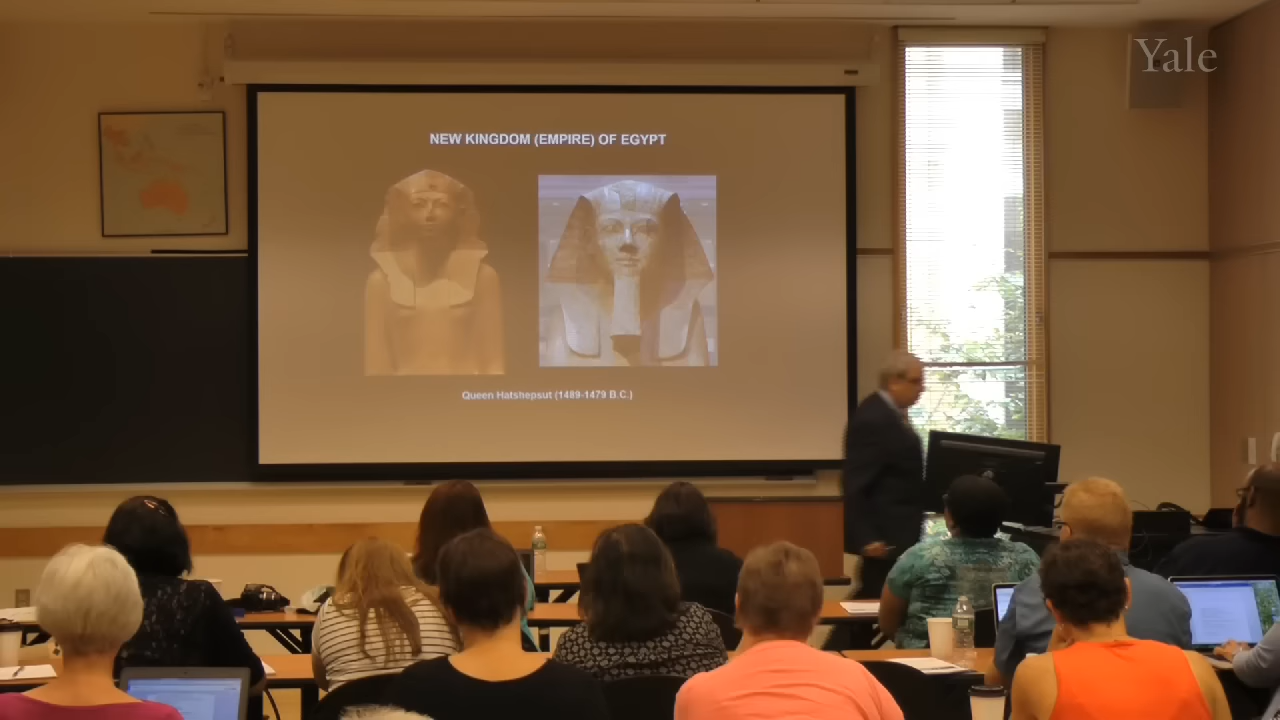 Yale
NEW KINGDOM (EMPIRE) OF EGYPT
Queen Hatshepsut (1489-1479 B.C.)